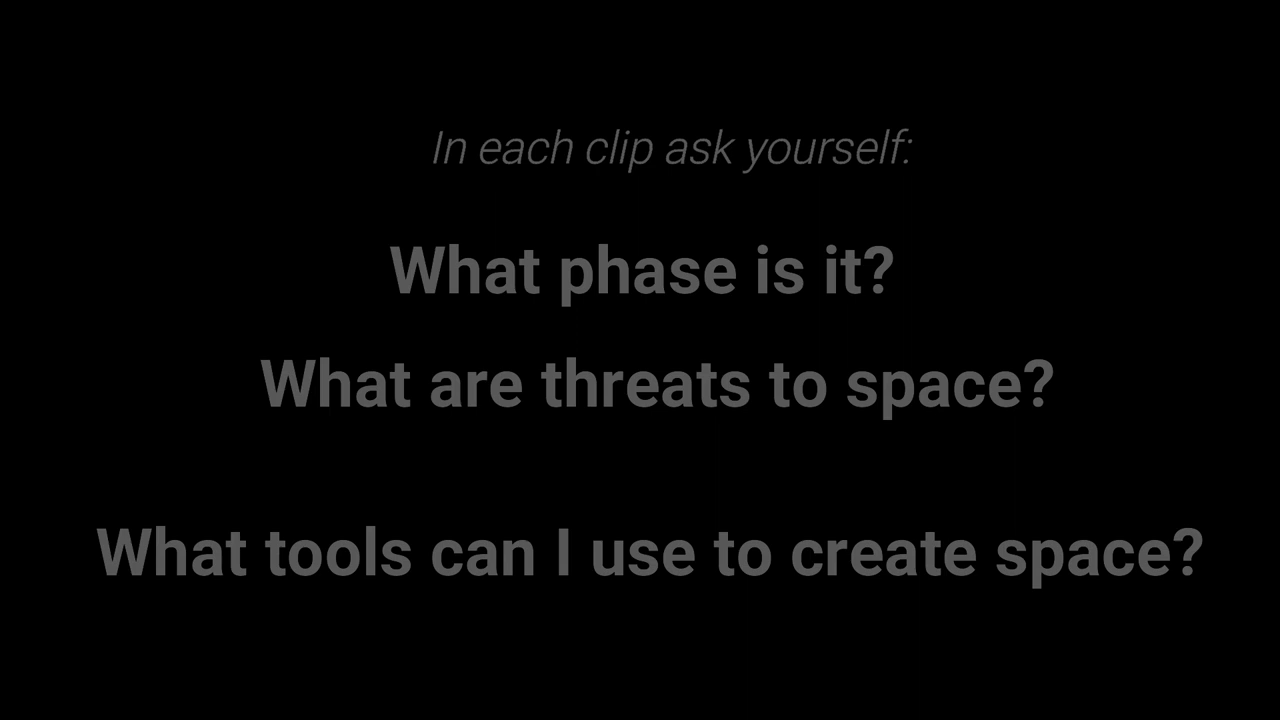 In each clip ask yourself:
What phase is it?
What are threats to space?
What tools can I use to create space?